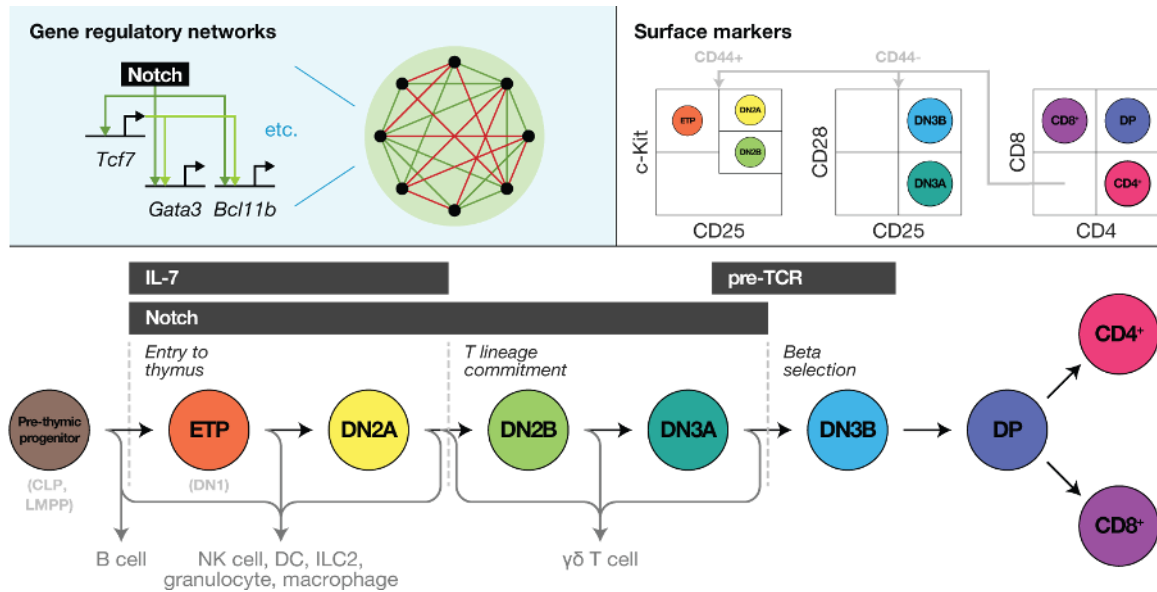 Gene regulatory networks
Notch
etc.
Tcf7
Gata3
Bcl11b
Surface markers
CD44+
CD44-
c-Kit
ETP
DN2A
DN2B
CD25
CD28
DN3B
DN3A
CD25
CD8
CD8+
DP
CD4+
CD4
IL-7
pre-TCR
Notch
Entry to
thymus
T lineage
commitment
Beta
selection
Pre-thymic
progenitor
(CLP,
LMPP)
ETP
(DN1)
DN2A
DN2B
DN3A
DN3B
DP
CD4+
CD8+
B cell
NK cell, DC, ILC2,
granulocyte, macrophage
γδ T cell